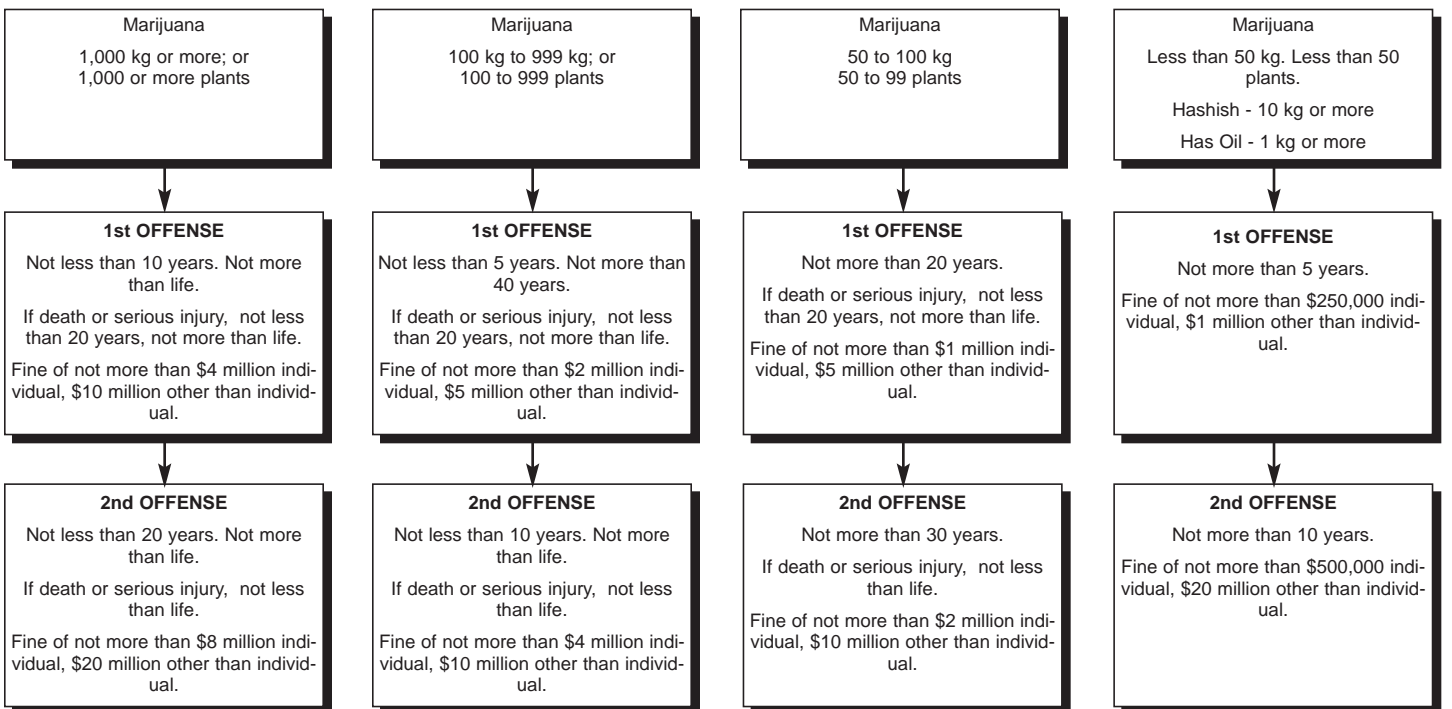 Marijuana
1,000 kg or more; or
1,000 or more plants
Marijuana
100 kg to 999 kg; or
100 to 999 plants
Marijuana
50 to 100 kg
50 to 99 plants
Marijuana
Less than 50 kg. Less than 50
plants.
Hashish - 10 kg or more
Has Oil - 1 kg or more
1st OFFENSE
Not less than 10 years. Not more
than life.
If death or serious injury, not less
than 20 years, not more than life.
Fine of not more than $4 million indi-
vidual, $10 million other than individ-
ual.
1st OFFENSE
Not less than 5 years. Not more than
40 years.
If death or serious injury, not less
than 20 years, not more than life.
Fine of not more than $2 million indi-
vidual, $5 million other than individ-
ual.
1st OFFENSE
Not more than 20 years.
If death or serious injury, not less
than 20 years, not more than life.
Fine of not more than $1 million indi-
vidual, $5 million other than individ-
ual.
1st OFFENSE
Not more than 5 years.
Fine of not more than $250,000 indi-
vidual, $1 million other than individ-
ual.
2nd OFFENSE
Not less than 20 years. Not more
than life.
If death or serious injury, not less
than life.
Fine of not more than $8 million indi-
vidual, $20 million other than individ-
ual.
2nd OFFENSE
Not less than 10 years. Not more
than life.
If death or serious injury, not less
than life.
Fine of not more than $4 million indi-
vidual, $10 million other than individ-
ual.
2nd OFFENSE
Not more than 30 years.
If death or serious injury, not less
than life.
Fine of not more than $2 million indi-
vidual, $10 million other than individ-
ual.
2nd OFFENSE
Not more than 10 years.
Fine of not more than $500,000 indi-
vidual, $20 million other than individ-
ual.